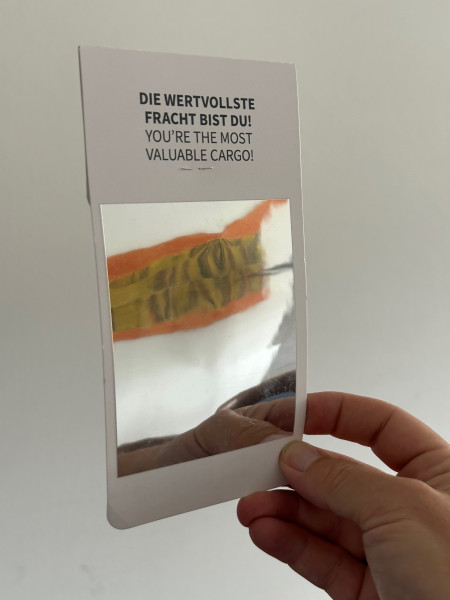 DIE WERTVOLLSTE
FRACHT BIST DU!
YOU'RE THE MOST
VALUABLE CARGO!